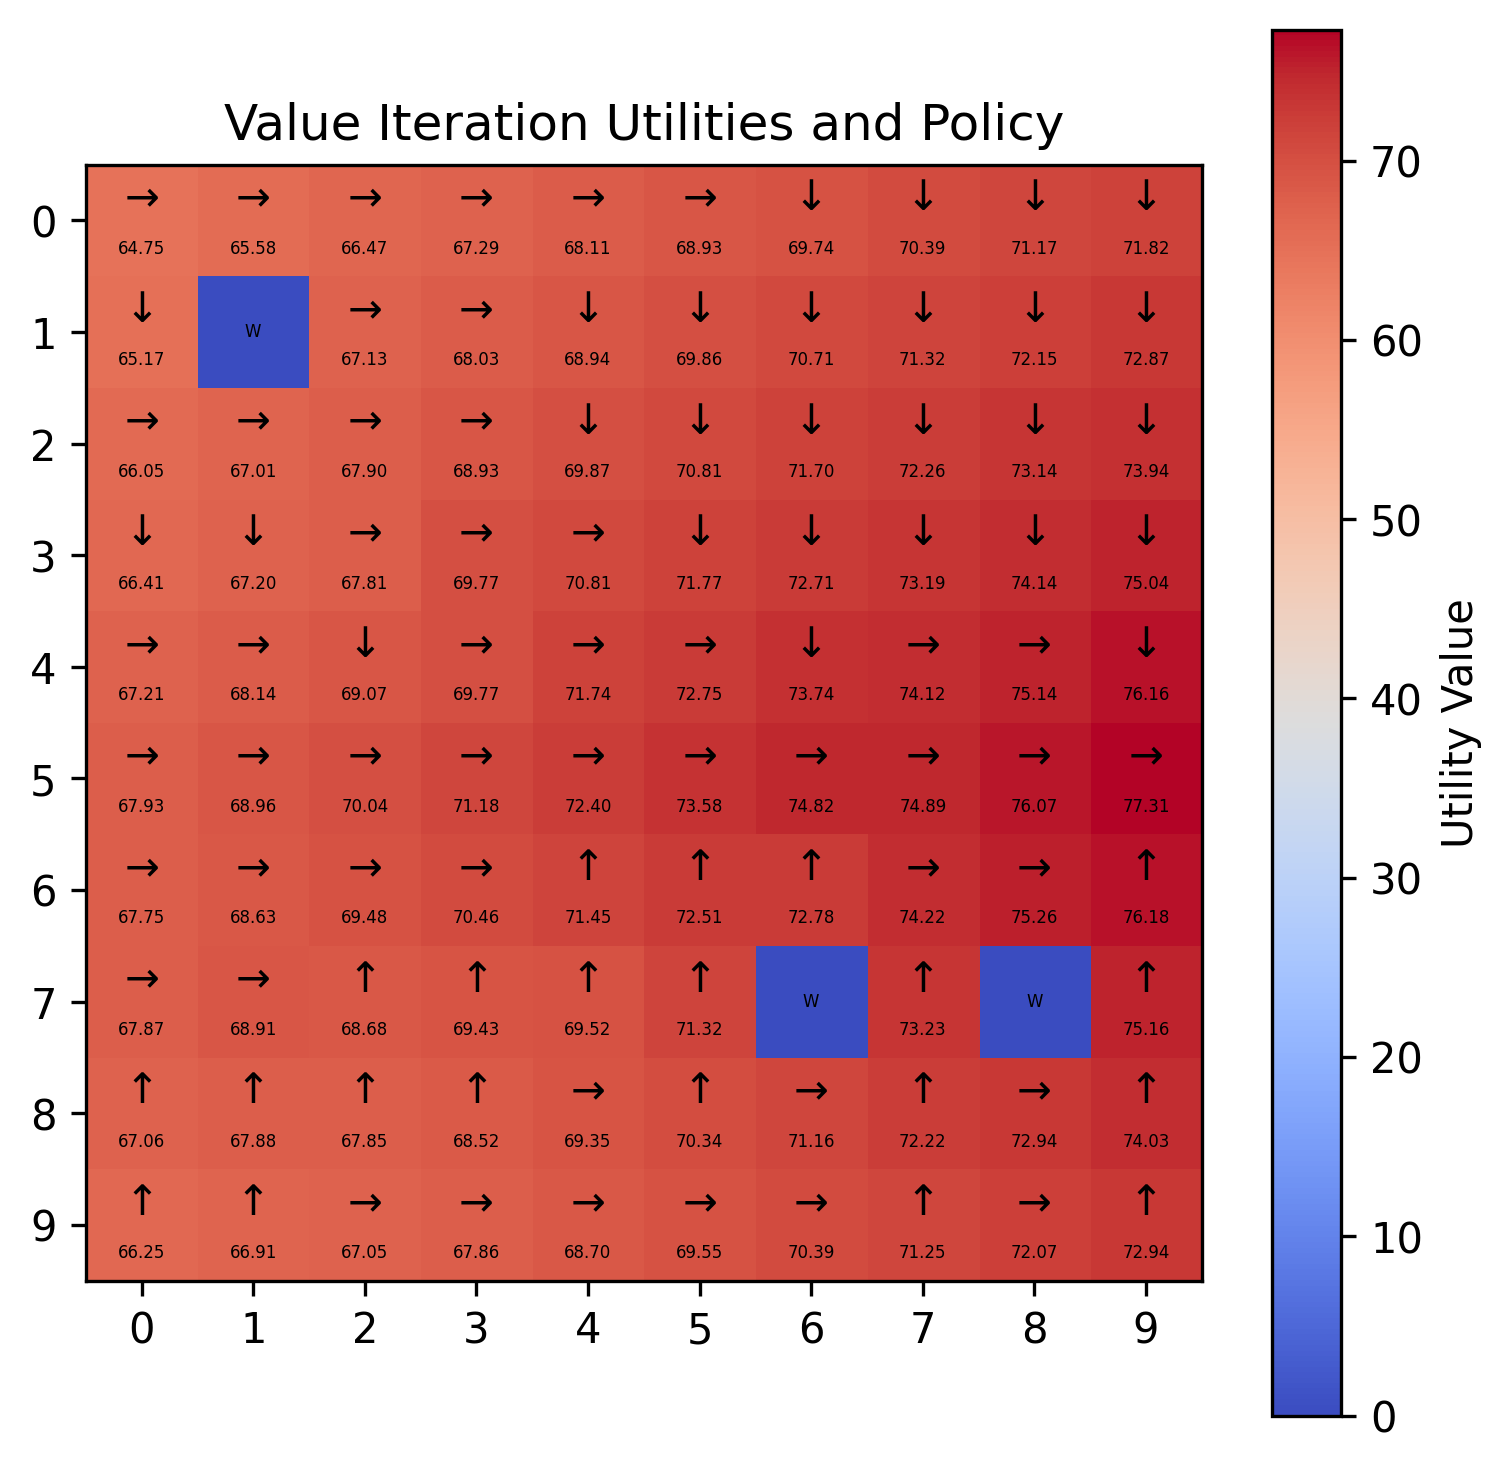 Value Iteration Utilities and Policy
→ → → → → → ↓ ↓ ↓ ↓
0 64.75 65.58 66.47 67.29 68.11 68.93 69.74 70.39 71.17 71.82
↓ → → ↓ ↓ ↓ ↓ ↓ ↓
1 W
65.17 67.13 68.03 68.94 69.86 70.71 71.32 72.15 72.87
→ → → → ↓ ↓ ↓ ↓ ↓ ↓
2 66.05 67.01 67.90 68.93 69.87 70.81 71.70 72.26 73.14 73.94
↓ ↓ → → → ↓ ↓ ↓ ↓ ↓
3 66.41 67.20 67.81 69.77 70.81 71.77 72.71 73.19 74.14 75.04
→ → ↓ → → → ↓ → → ↓
4 67.21 68.14 69.07 69.77 71.74 72.75 73.74 74.12 75.14 76.16
→ → → → → → → → → →
5 67.93 68.96 70.04 71.18 72.40 73.58 74.82 74.89 76.07 77.31
→ → → → ↑ ↑ ↑ → → ↑
6 67.75 68.63 69.48 70.46 71.45 72.51 72.78 74.22 75.26 76.18
→ → ↑ ↑ ↑ ↑ ↑ ↑
7 W W
67.87 68.91 68.68 69.43 69.52 71.32 73.23 75.16
↑ ↑ ↑ ↑ → ↑ → ↑ → ↑
8 67.06 67.88 67.85 68.52 69.35 70.34 71.16 72.22 72.94 74.03
↑ ↑ → → → → → ↑ → ↑
9 66.25 66.91 67.05 67.86 68.70 69.55 70.39 71.25 72.07 72.94
0 1 2 3 4 5 6 7 8 9
70
60
50
40
30
20
10
0
Utility Value